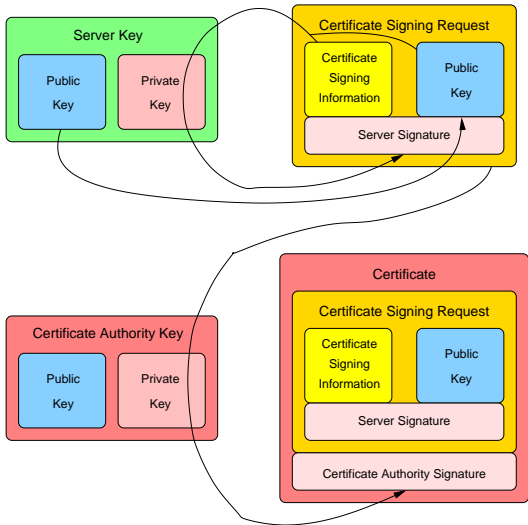 Server Key
Public
Key
Private
Key
Certificate Signing Request
Certificate
Signing
Information
Public
Key
Server Signature
Certificate Authority Key
Public
Key
Private
Key
Certificate
Certificate Signing Request
Certificate
Signing
Information
Public
Key
Server Signature
Certificate Authority Signature